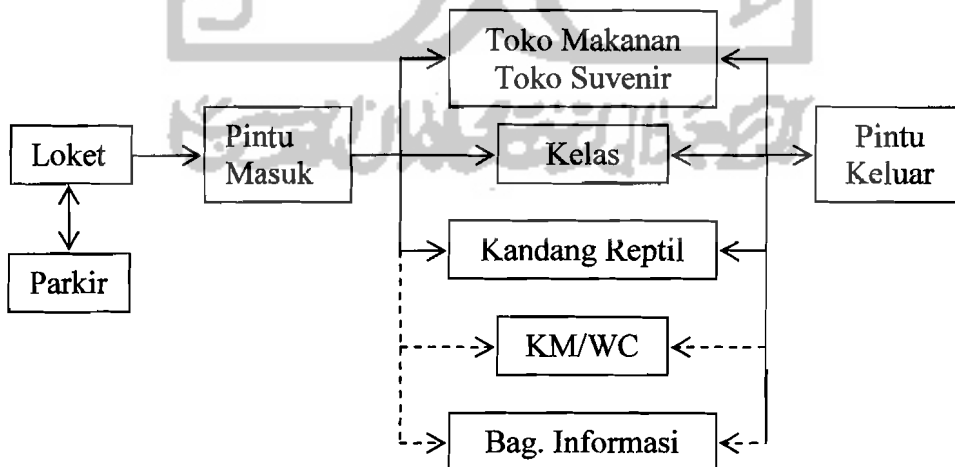 Toko Makanan
Toko Suvenir
Loket
Pintu
Masuk
Kelas
Pintu
Keluar
Parkir
Kandang Reptil
KM/WC
Bag. Informasi